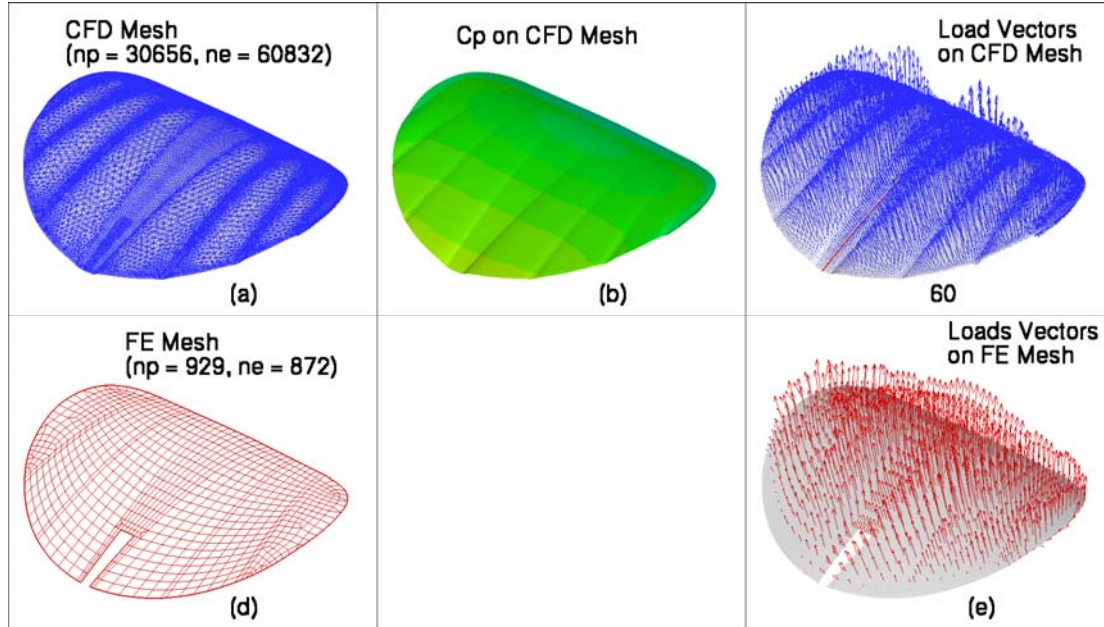 CFD Mesh
(np = 30656, ne = 60832)
(a)
Cp on CFD Mesh
(b)
Load Vectors
on CFD Mesh
60
FE Mesh
(np = 929, ne = 872)
(d)
Loads Vectors
on FE Mesh
(e)